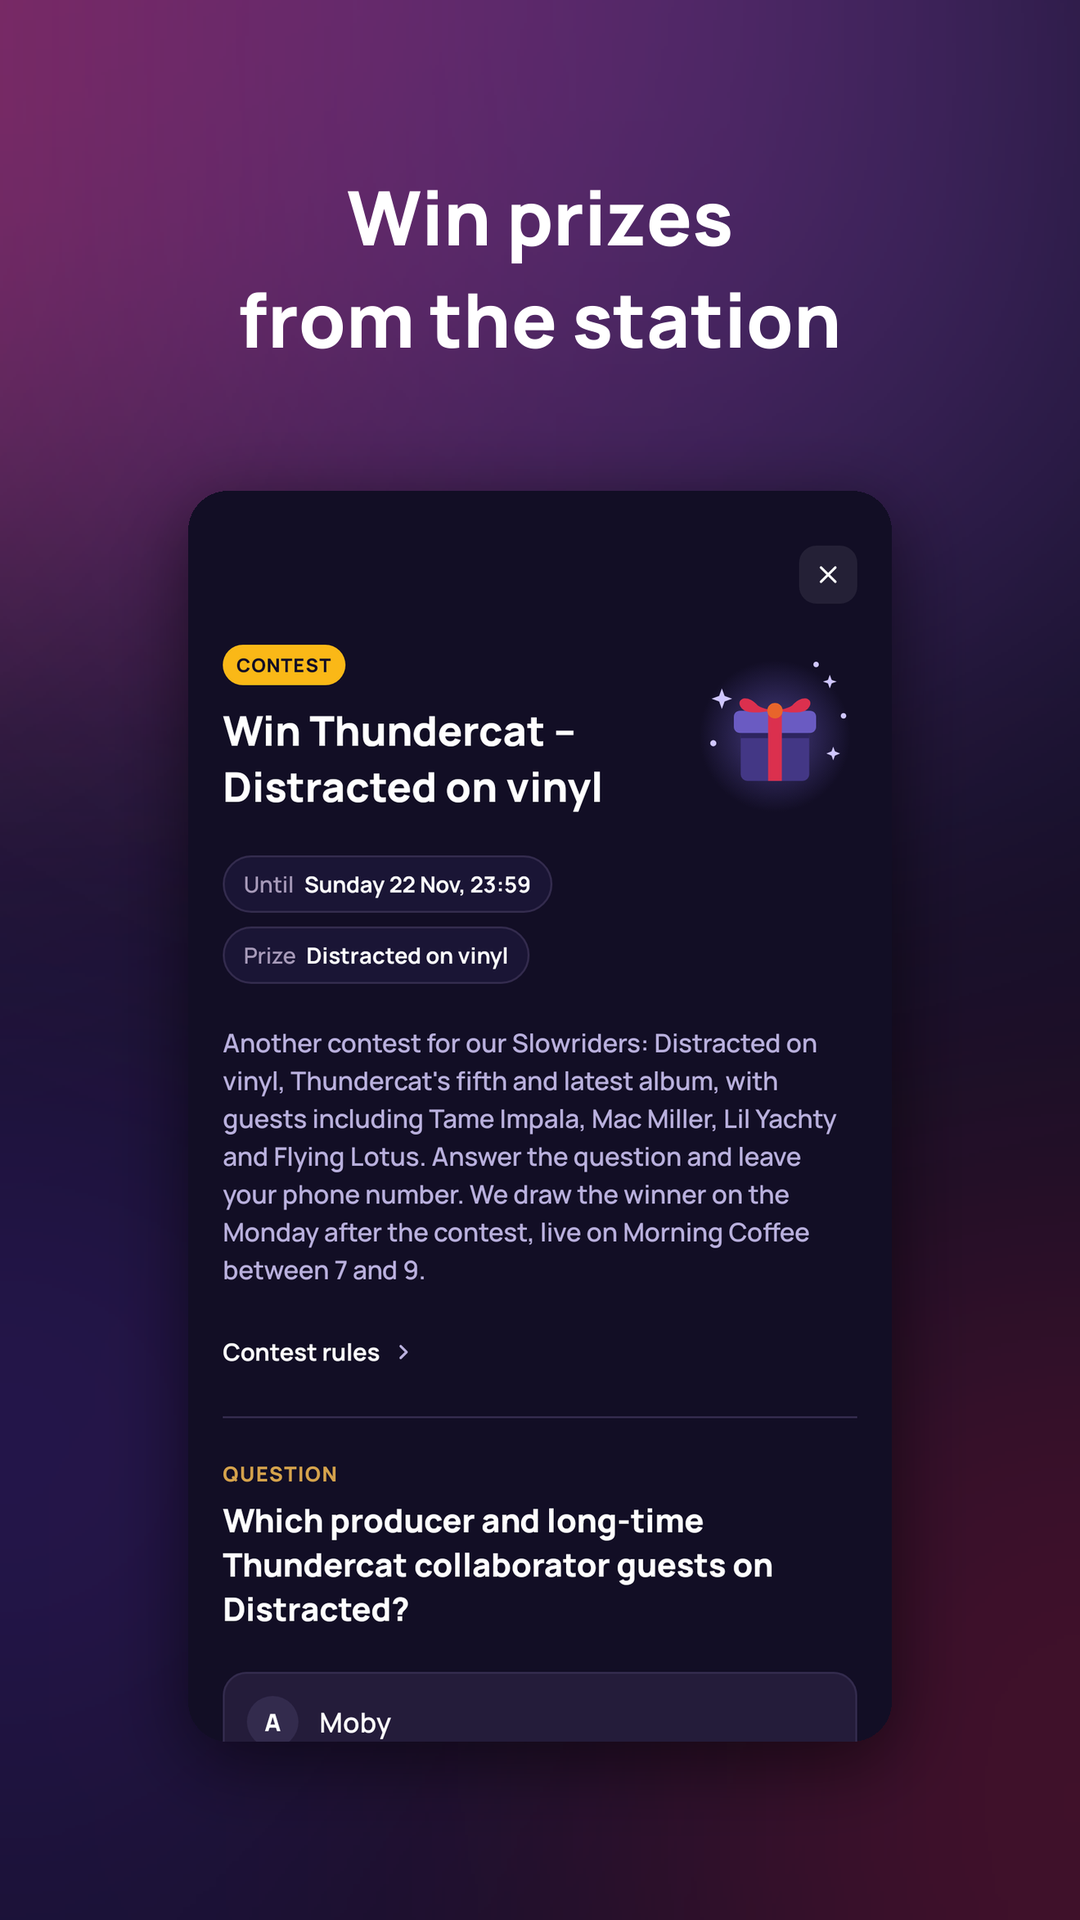 Win prizes
from the station
CONTEST
Win Thundercat –
Distracted on vinyl
Until Sunday 22 Nov, 23:59
Prize Distracted on vinyl
Another contest for our Slowriders: Distracted on
vinyl, Thundercat's fifth and latest album, with
guests including Tame Impala, Mac Miller, Lil Yachty
and Flying Lotus. Answer the question and leave
your phone number. We draw the winner on the
Monday after the contest, live on Morning Coffee
between 7 and 9.
Contest rules
QUESTION
Which producer and long-time
Thundercat collaborator guests on
Distracted?
A Moby